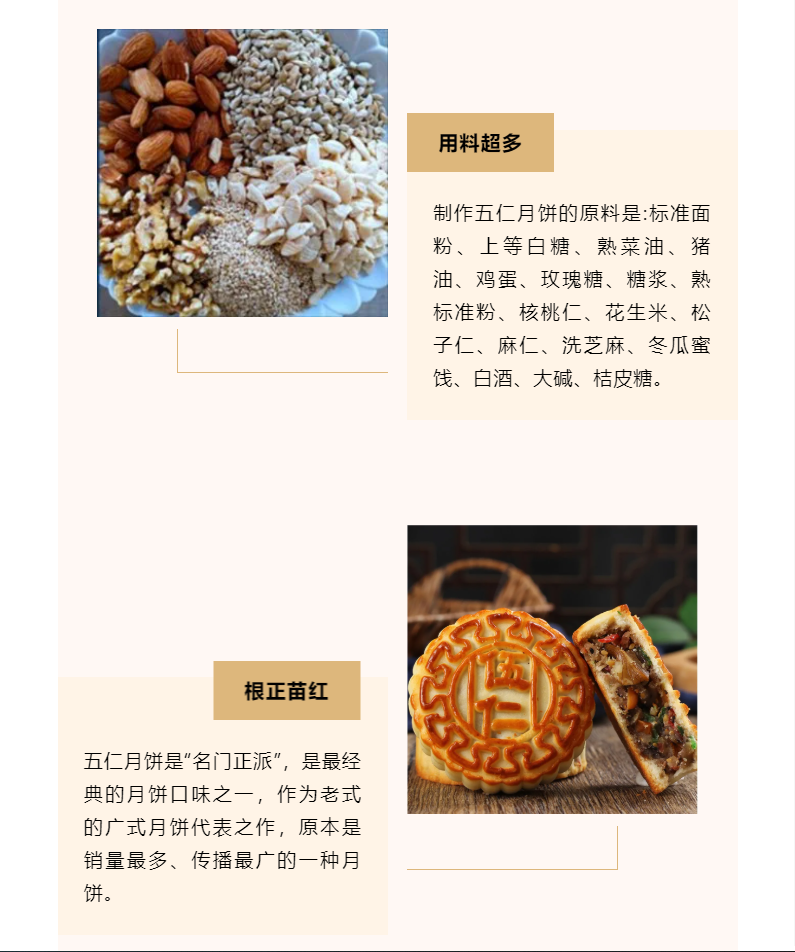 用料超多
制作五仁月饼的原料是:标准面
粉、上等白糖、熟菜油、猪
油、鸡蛋、玫瑰糖、糖浆、熟
标准粉、核桃仁、花生米、松
子仁、麻仁、洗芝麻、冬瓜蜜
饯、白酒、大碱、桔皮糖。
伍
仁
根正苗红
五仁月饼是“名门正派”，是最经
典的月饼口味之一，作为老式
的广式月饼代表之作，原本是
销量最多、传播最广的一种月
饼。